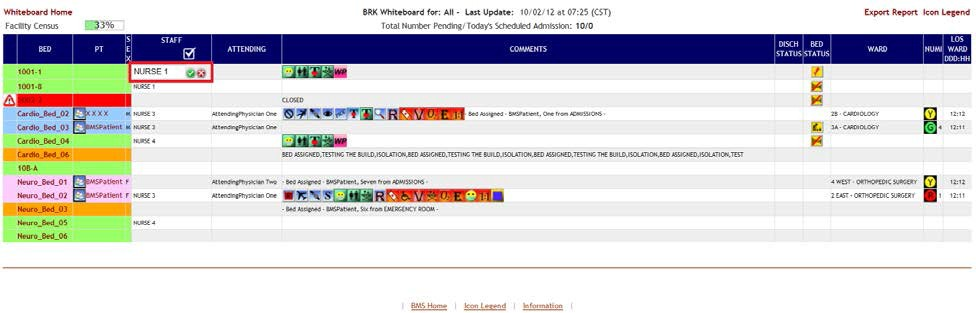 Whiteboard Home BRK Whiteboard for: All - Last Update: 10/02/12 at 07:25 (CST) Export Report Icon Legend
Facility Census 33% Total Number Pending/Today's Scheduled Admission: 10/0
BED PT SEX STAFF ATTENDING COMMENTS DISCH STATUS BED STATUS WARD NUMI LOS WARD DDD:HH
1001-1 NURSE 1 WP
1001-8 NURSE 1
CLOSED
Cardio_Bed_02 X X X X M NURSE 3 AttendingPhysician One R V O E - Bed Assigned - BMSPatient, One from ADMISSIONS - 2B - CARDIOLOGY Y 12:12
Cardio_Bed_03 BMSPatient M NURSE 2 AttendingPhysician One 3A - CARDIOLOGY G 4 12:11
Cardio_Bed_04 NURSE 4 WP
Cardio_Bed_06 BED ASSIGNED,TESTING THE BUILD,ISOLATION,BED ASSIGNED,TESTING THE BUILD,ISOLATION,BED ASSIGNED,TESTING THE BUILD,ISOLATION,BED ASSIGNED,ISOLATION,TEST
10B-A
Neuro_Bed_01 BMSPatient F AttendingPhysician Two - Bed Assigned - BMSPatient, Seven from ADMISSIONS - 4 WEST - ORTHOPEDIC SURGERY Y 12:12
Neuro_Bed_02 BMSPatient F NURSE 3 AttendingPhysician One S R V O E 2 EAST - ORTHOPEDIC SURGERY R 1 12:11
Neuro_Bed_03 - Bed Assigned - BMSPatient, Six from EMERGENCY ROOM -
Neuro_Bed_05 NURSE 4
Neuro_Bed_06
| BMS Home | Icon Legend | Information |